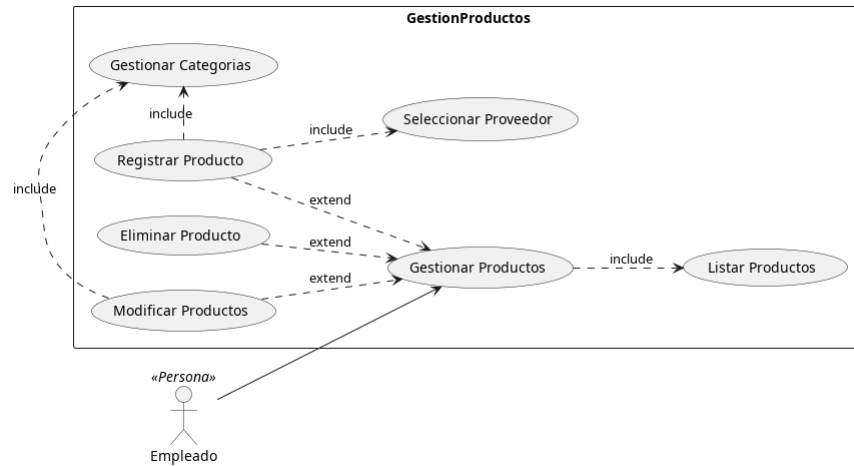 GestionProductos
Gestionar Categorias
include
Seleccionar Proveedor
include
Registrar Producto
include
extend
Eliminar Producto
extend
Gestionar Productos
include
Listar Productos
extend
Modificar Productos
«Persona»
Empleado